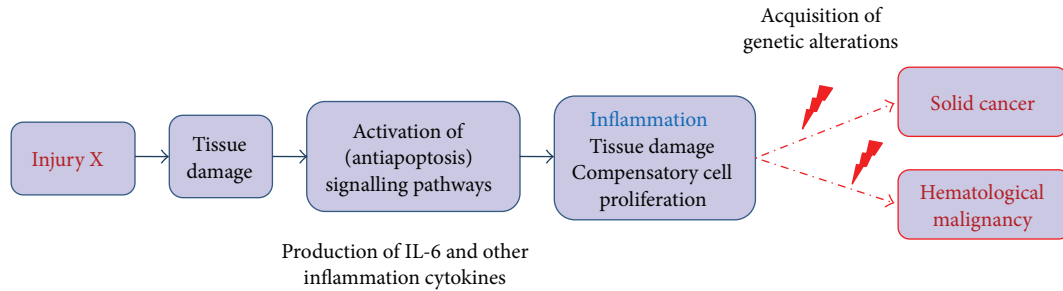 Acquisition of
genetic alterations
Injury X
Tissue
damage
Activation of
(antiapoptosis)
signalling pathways
Production of IL-6 and other
inflammation cytokines
Inflammation
Tissue damage
Compensatory cell
proliferation
Solid cancer
Hematological
malignancy